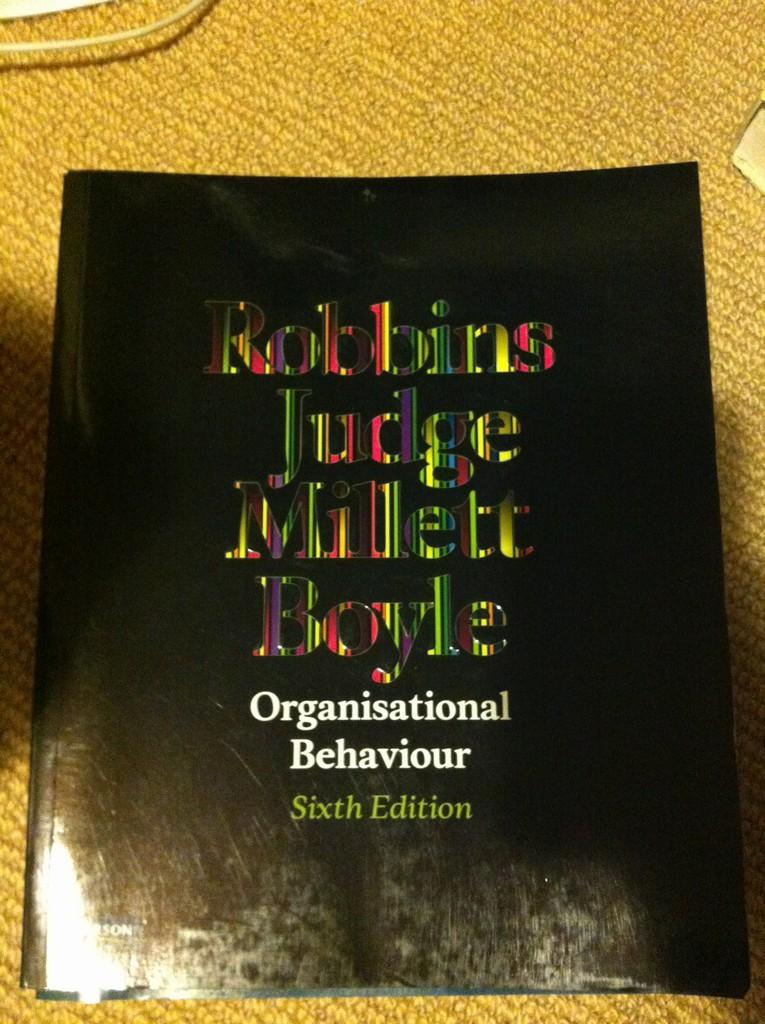 Robbins
Judge
Millett
Boyle
Organisational
Behaviour
Sixth Edition